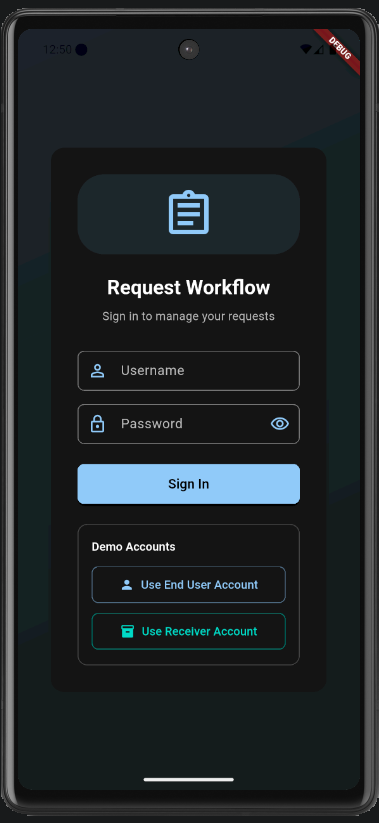 12:50
DEBUG
Request Workflow
Sign in to manage your requests
Username
Password
Sign In
Demo Accounts
Use End User Account
Use Receiver Account